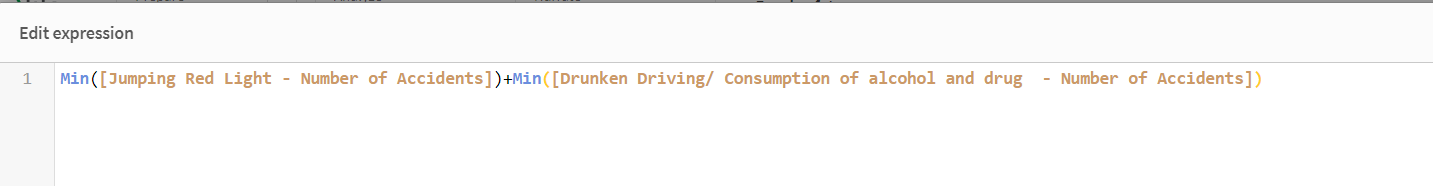 Edit expression
1 Min([Jumping Red Light - Number of Accidents])+Min([Drunken Driving/ Consumption of alcohol and drug  - Number of Accidents])